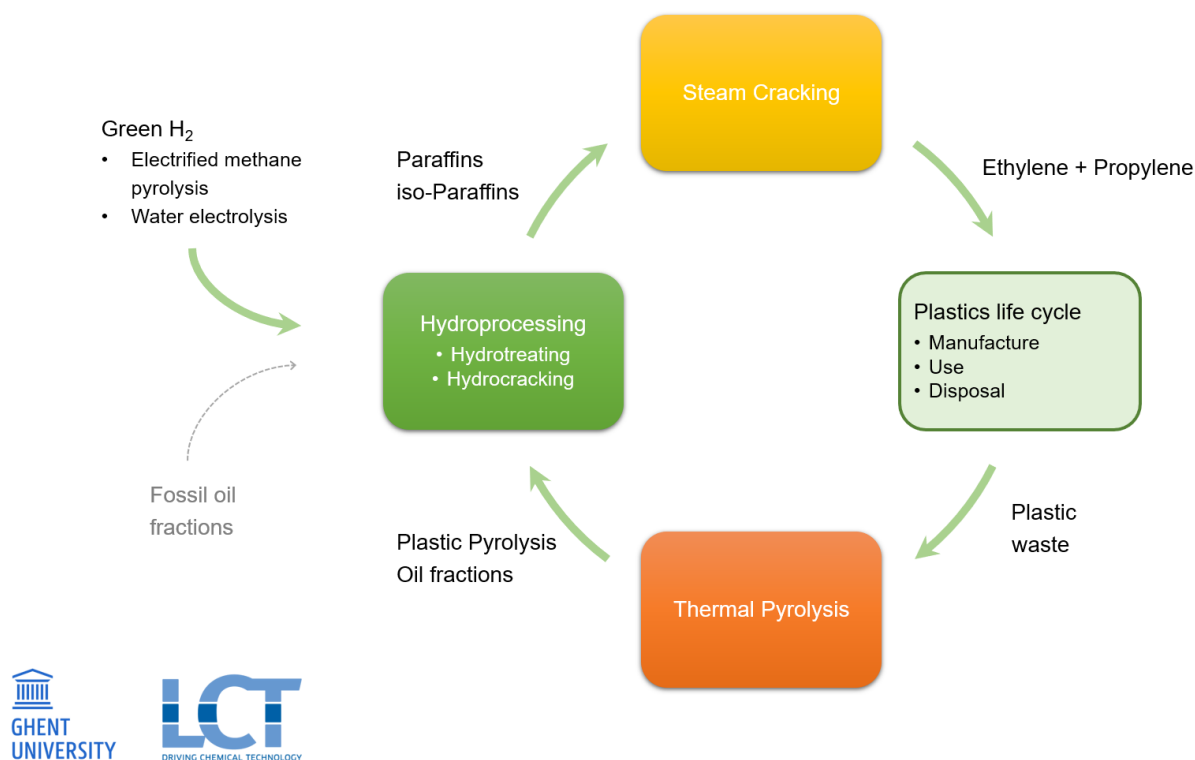 Steam Cracking
Green H₂
• Electrified methane
pyrolysis
• Water electrolysis
Paraffins
iso-Paraffins
Ethylene + Propylene
Hydroprocessing
• Hydrotreating
• Hydrocracking
Plastics life cycle
• Manufacture
• Use
• Disposal
Fossil oil
fractions
Plastic Pyrolysis
Oil fractions
Plastic
waste
Thermal Pyrolysis
GHENT
UNIVERSITY
LCT
DRIVING CHEMICAL TECHNOLOGY